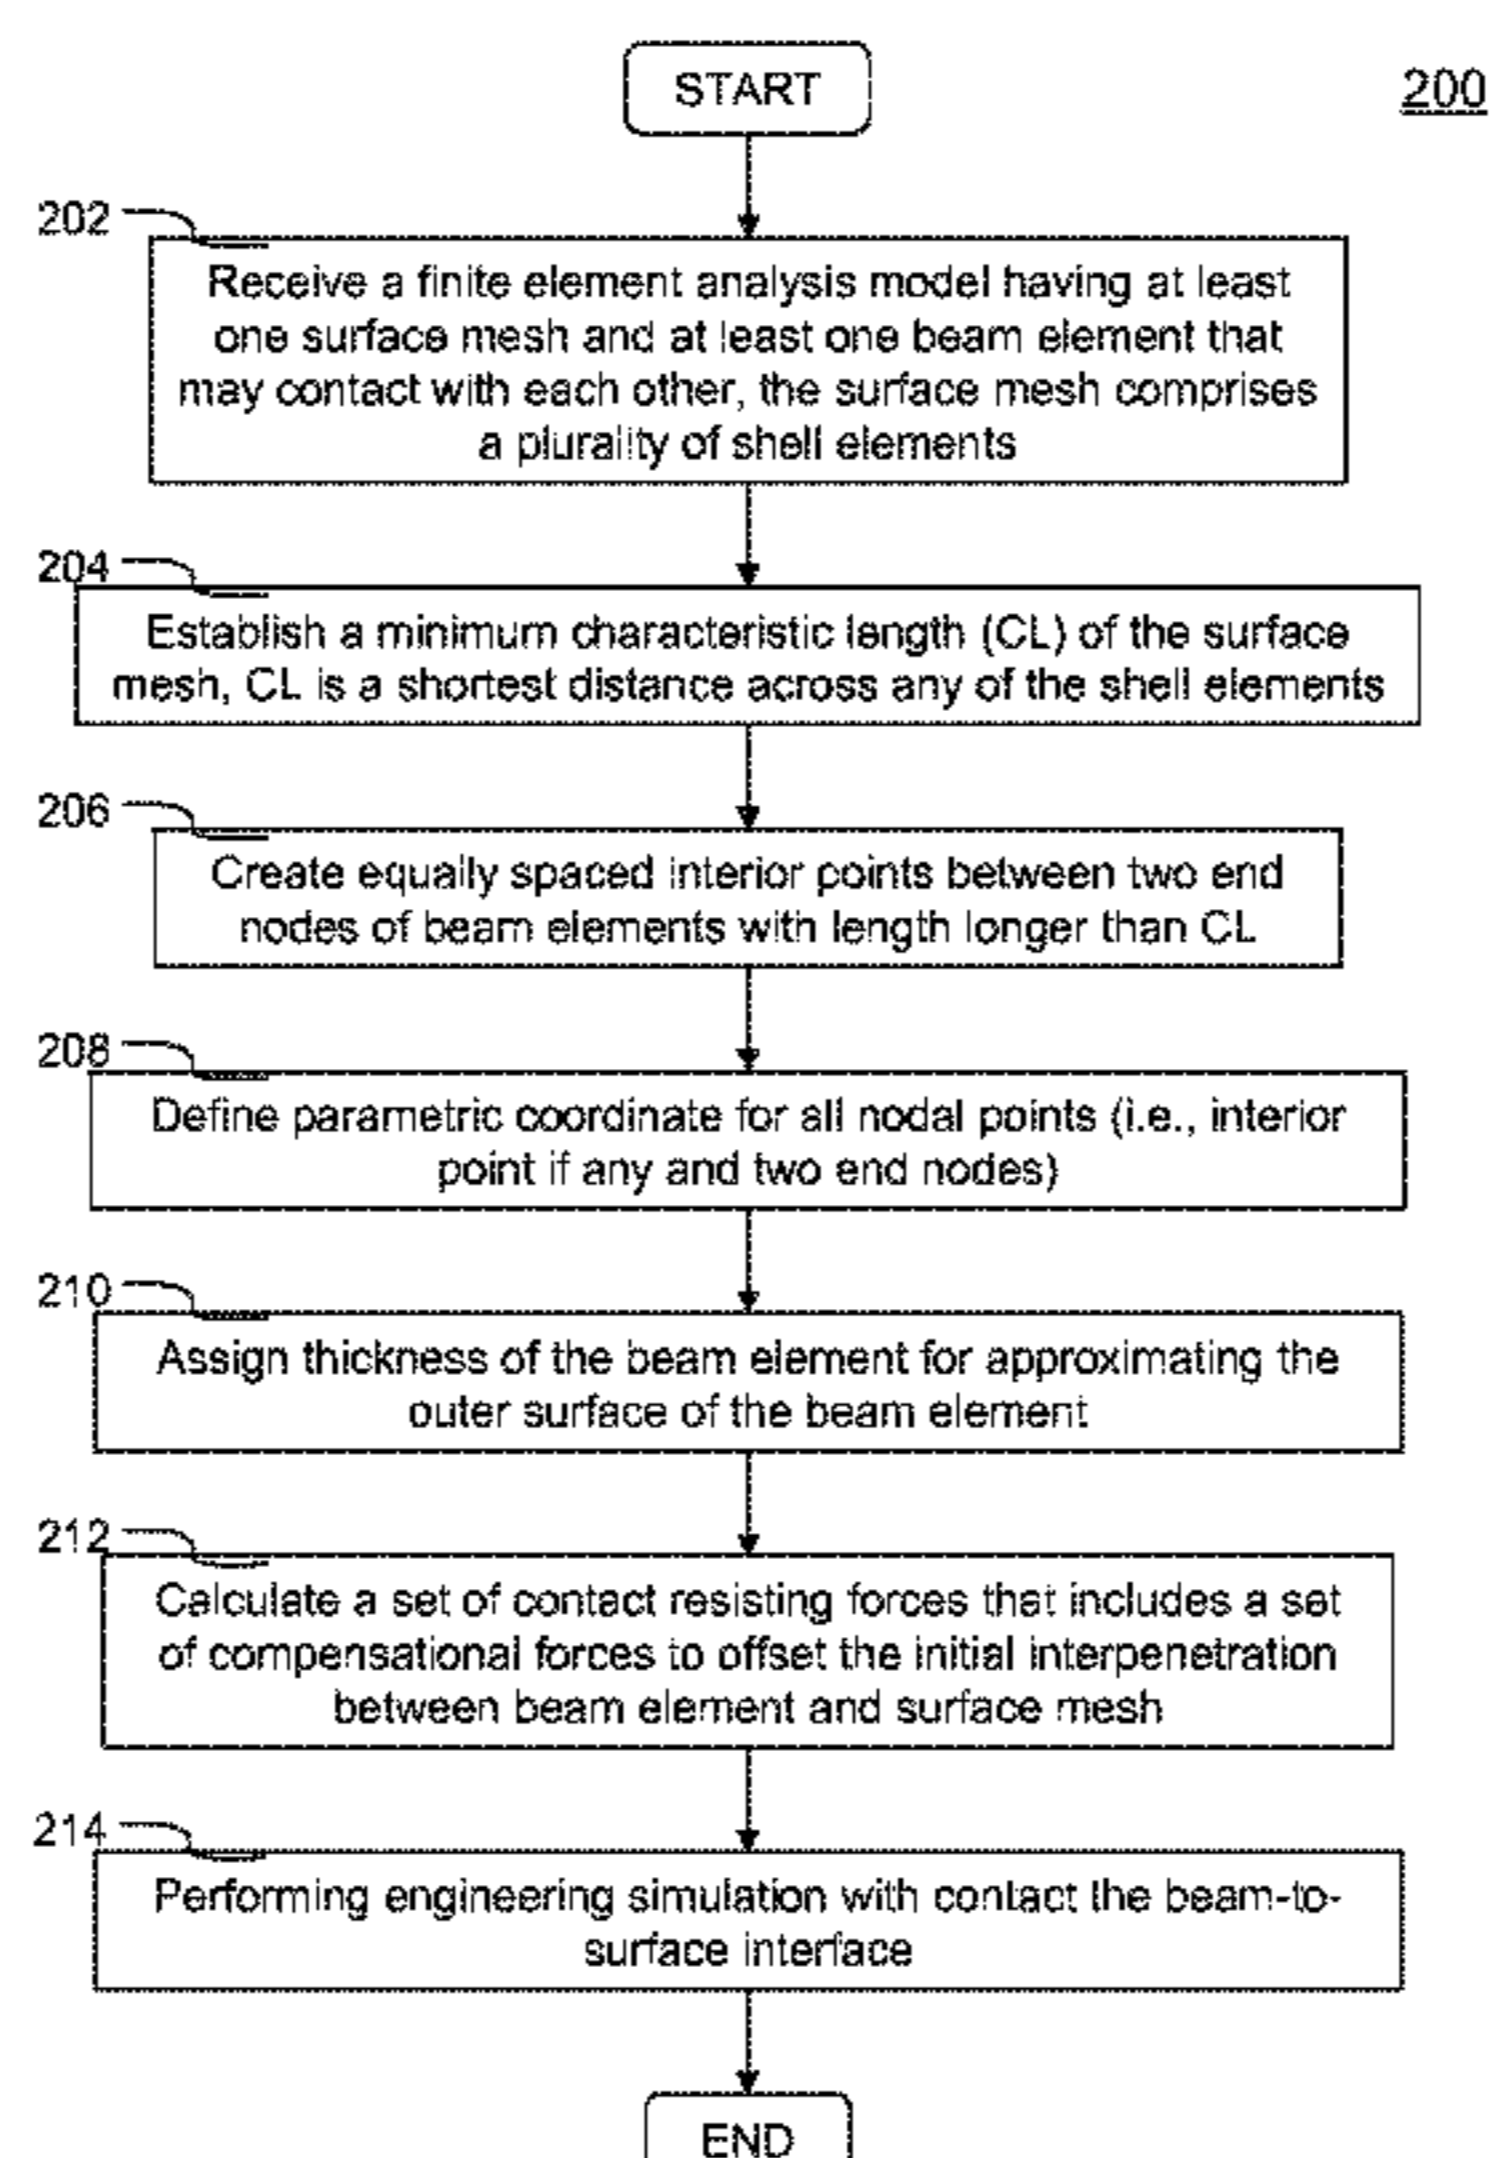 START
200
202
Receive a finite element analysis model having at least
one surface mesh and at least one beam element that
may contact with each other, the surface mesh comprises
a plurality of shell elements
204
Establish a minimum characteristic length (CL) of the surface
mesh, CL is a shortest distance across any of the shell elements
206
Create equally spaced interior points between two end
nodes of beam elements with length longer than CL
208
Define parametric coordinate for all nodal points (i.e., interior
point if any and two end nodes)
210
Assign thickness of the beam element for approximating the
outer surface of the beam element
212
Calculate a set of contact resisting forces that includes a set
of compensational forces to offset the initial interpenetration
between beam element and surface mesh
214
Performing engineering simulation with contact the beam-to-
surface interface
END